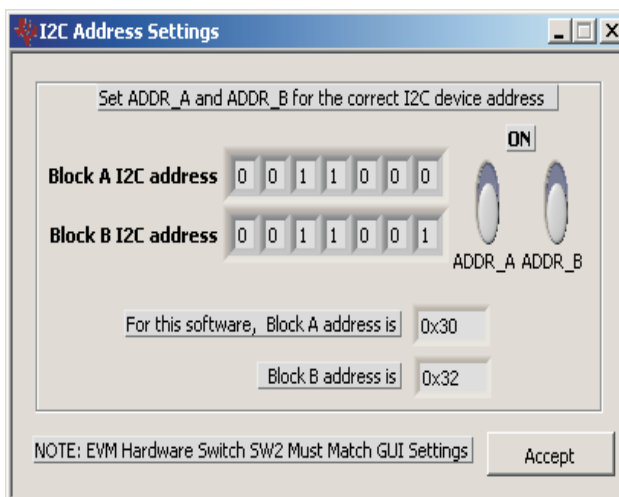 I2C Address Settings
Set ADDR_A and ADDR_B for the correct I2C device address
ON
Block A I2C address 0 0 1 1 0 0 0
Block B I2C address 0 0 1 1 0 0 1
ADDR_A ADDR_B
For this software, Block A address is 0x30
Block B address is 0x32
NOTE: EVM Hardware Switch SW2 Must Match GUI Settings
Accept